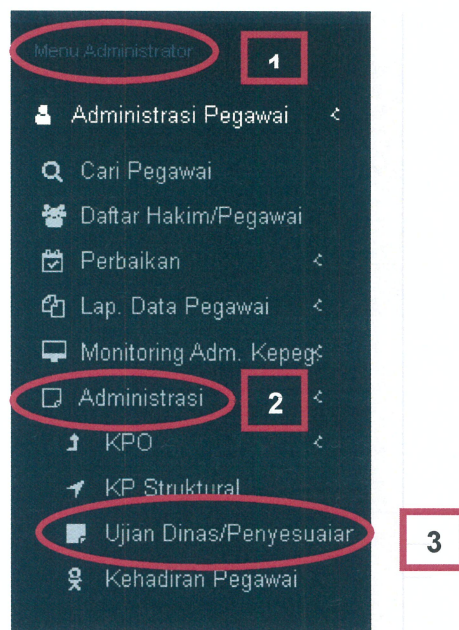 Menu Administrator
1
Administrasi Pegawai
Cari Pegawai
Daftar Hakim/Pegawai
Perbaikan
Lap. Data Pegawai
Monitoring Adm. Kepeg
Administrasi
2
KPO
KP Struktural
Ujian Dinas/Penyesuaiar
3
Kehadiran Pegawai